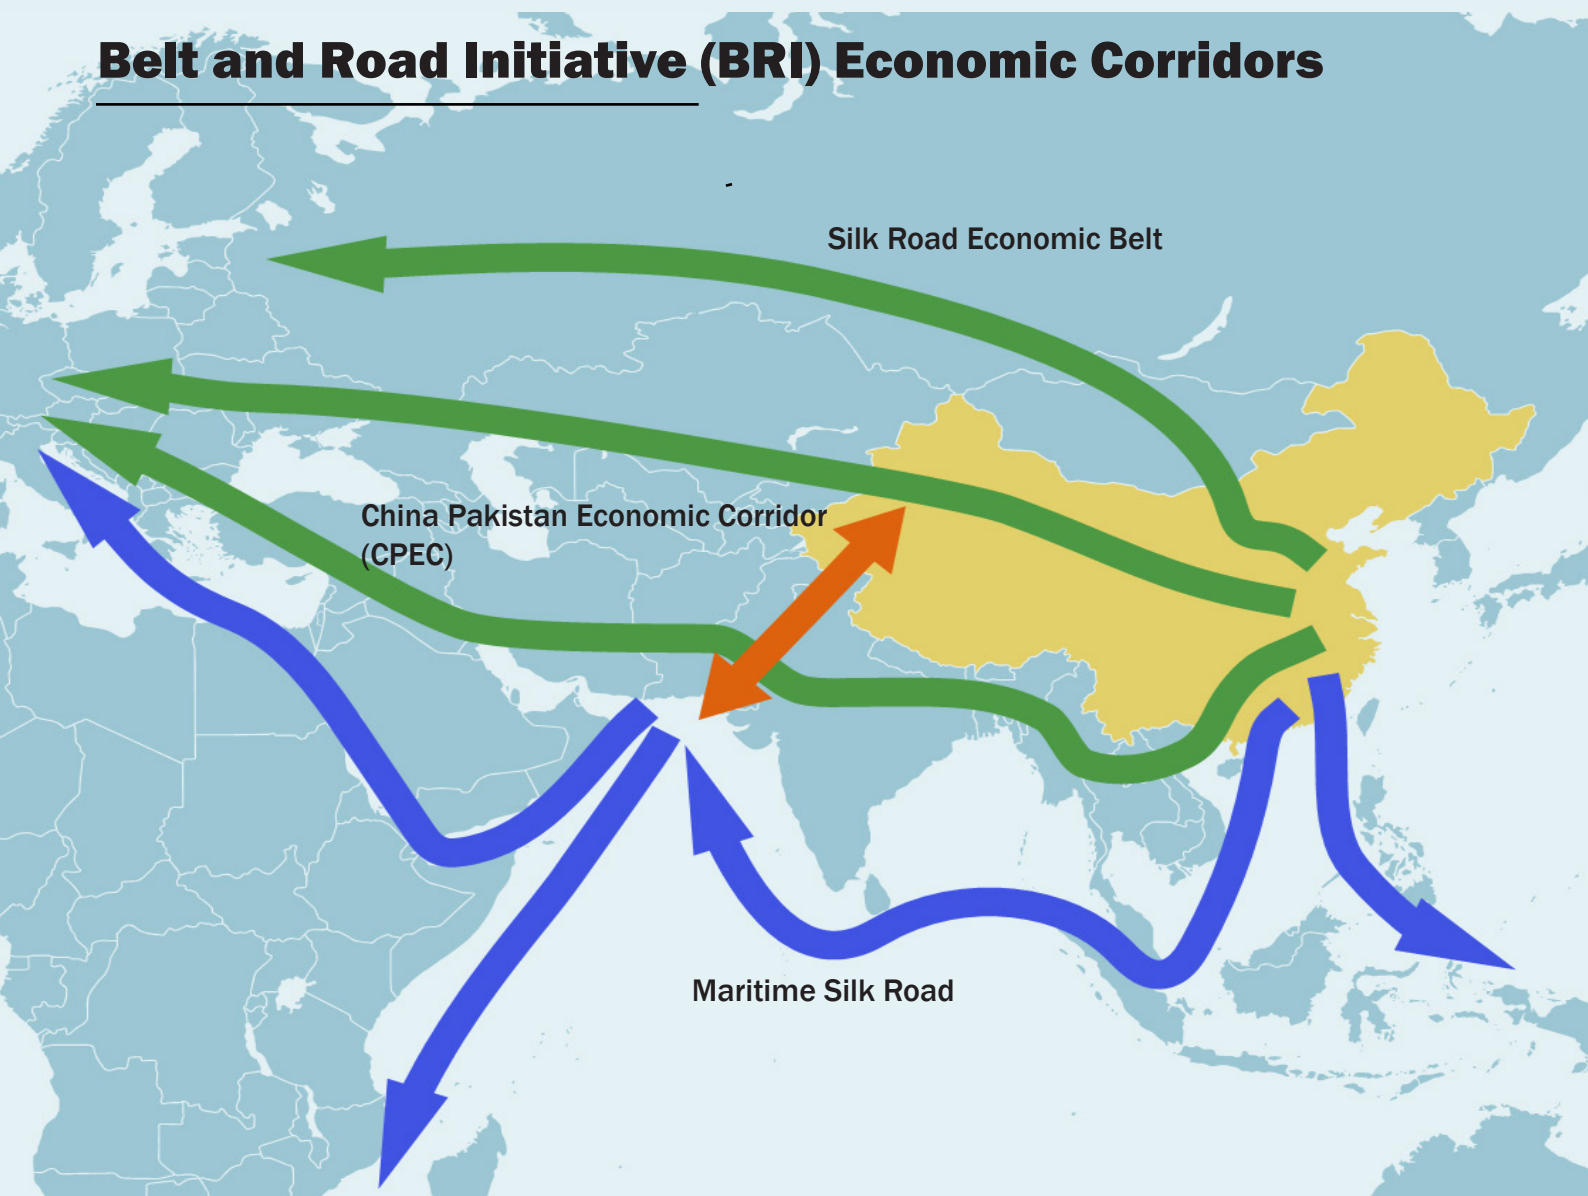 Belt and Road Initiative (BRI) Economic Corridors
Silk Road Economic Belt
China Pakistan Economic Corridor
(CPEC)
Maritime Silk Road